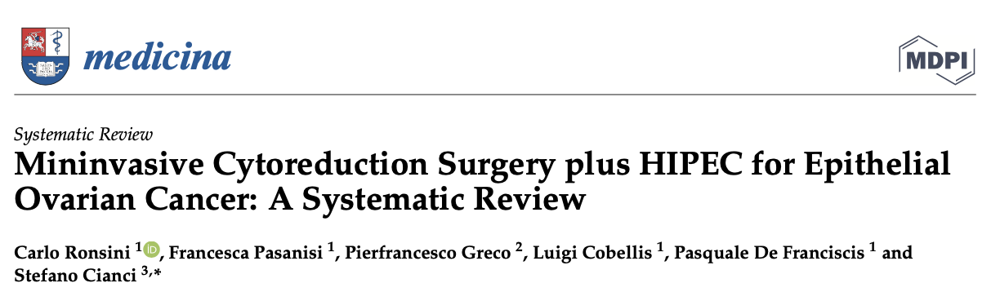 medicina
MDPI
Systematic Review
Mininvasive Cytoreduction Surgery plus HIPEC for Epithelial
Ovarian Cancer: A Systematic Review
Carlo Ronsini 1 iD, Francesca Pasanisi 1, Pierfrancesco Greco 2, Luigi Cobellis 1, Pasquale De Franciscis 1 and
Stefano Cianci 3,*